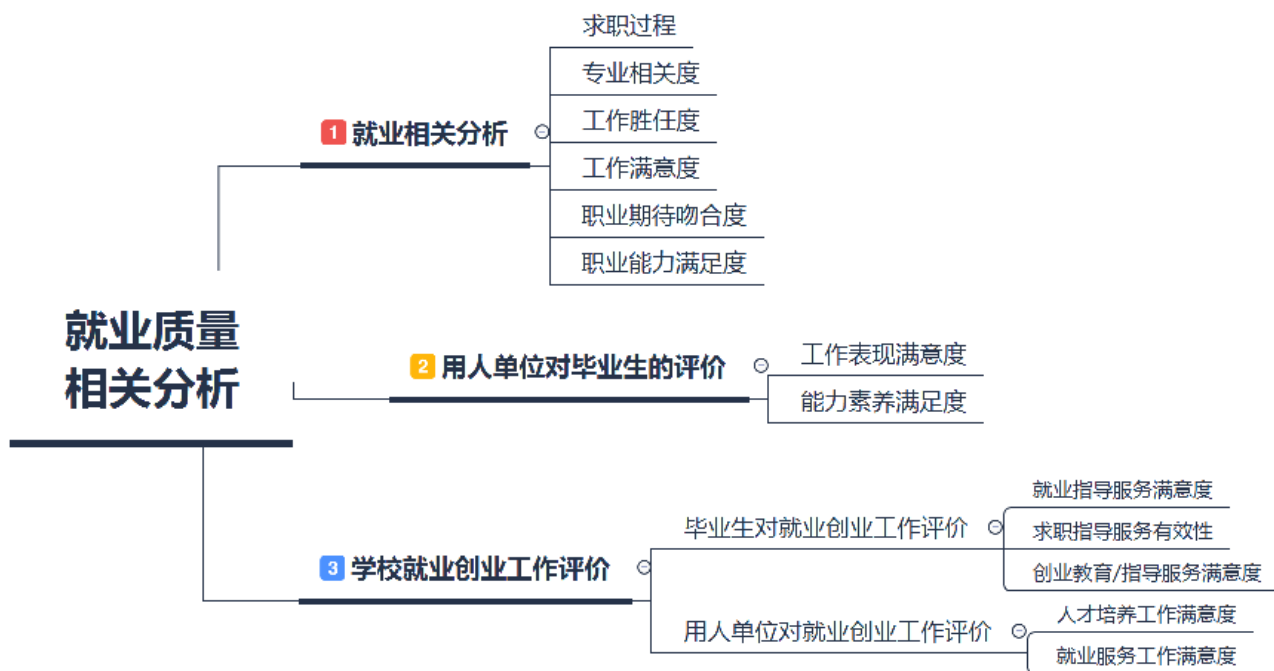 就业质量
相关分析
1 就业相关分析
求职过程
专业相关度
工作胜任度
工作满意度
职业期待吻合度
职业能力满足度
2 用人单位对毕业生的评价
工作表现满意度
能力素养满足度
3 学校就业创业工作评价
毕业生对就业创业工作评价
就业指导服务满意度
求职指导服务有效性
创业教育/指导服务满意度
用人单位对就业创业工作评价
人才培养工作满意度
就业服务工作满意度